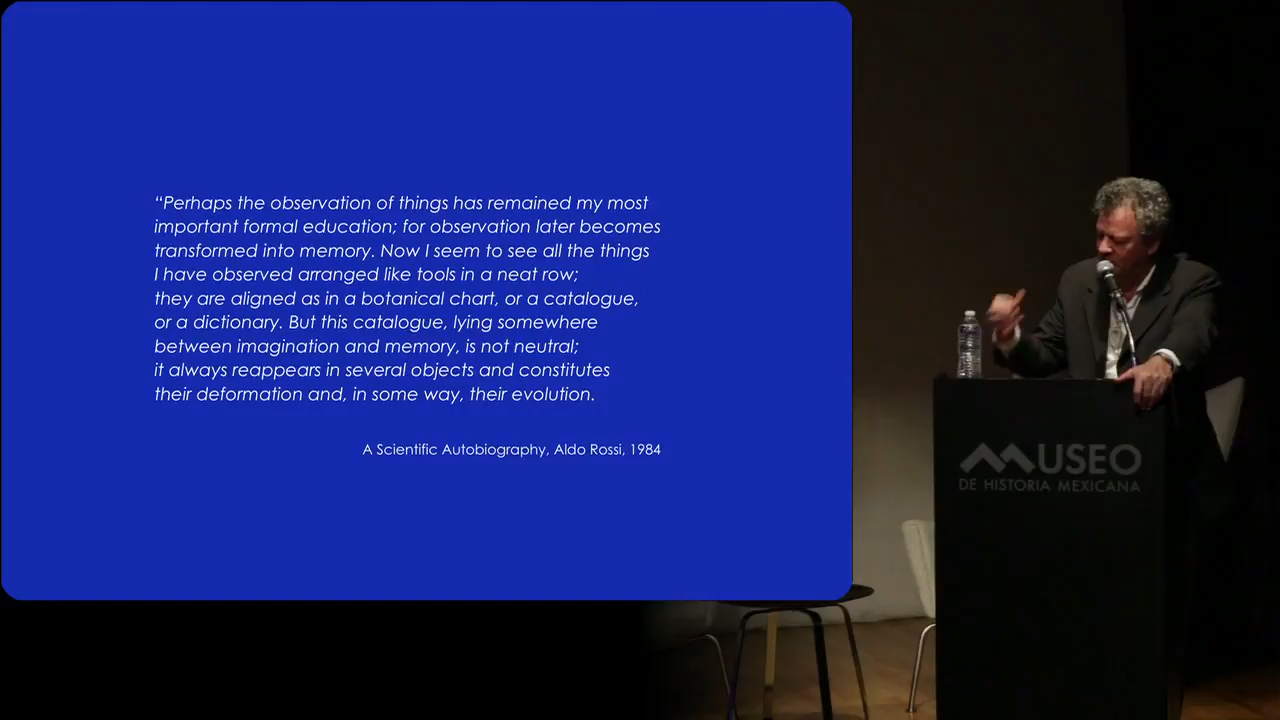 “Perhaps the observation of things has remained my most
important formal education; for observation later becomes
transformed into memory. Now I seem to see all the things
I have observed arranged like tools in a neat row;
they are aligned as in a botanical chart, or a catalogue,
or a dictionary. But this catalogue, lying somewhere
between imagination and memory, is not neutral;
it always reappears in several objects and constitutes
their deformation and, in some way, their evolution.
A Scientific Autobiography, Aldo Rossi, 1984
MUSEO
DE HISTORIA MEXICANA